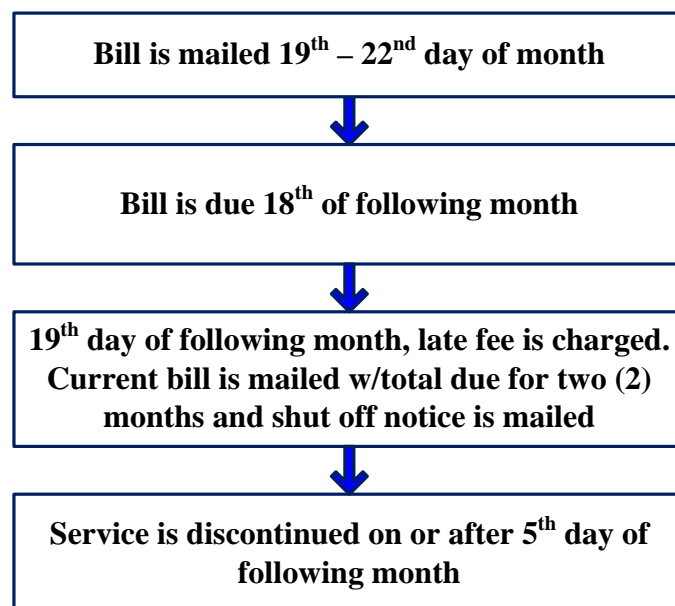 Bill is mailed 19th – 22nd day of month
Bill is due 18th of following month
19th day of following month, late fee is charged.
Current bill is mailed w/total due for two (2)
months and shut off notice is mailed
Service is discontinued on or after 5th day of
following month